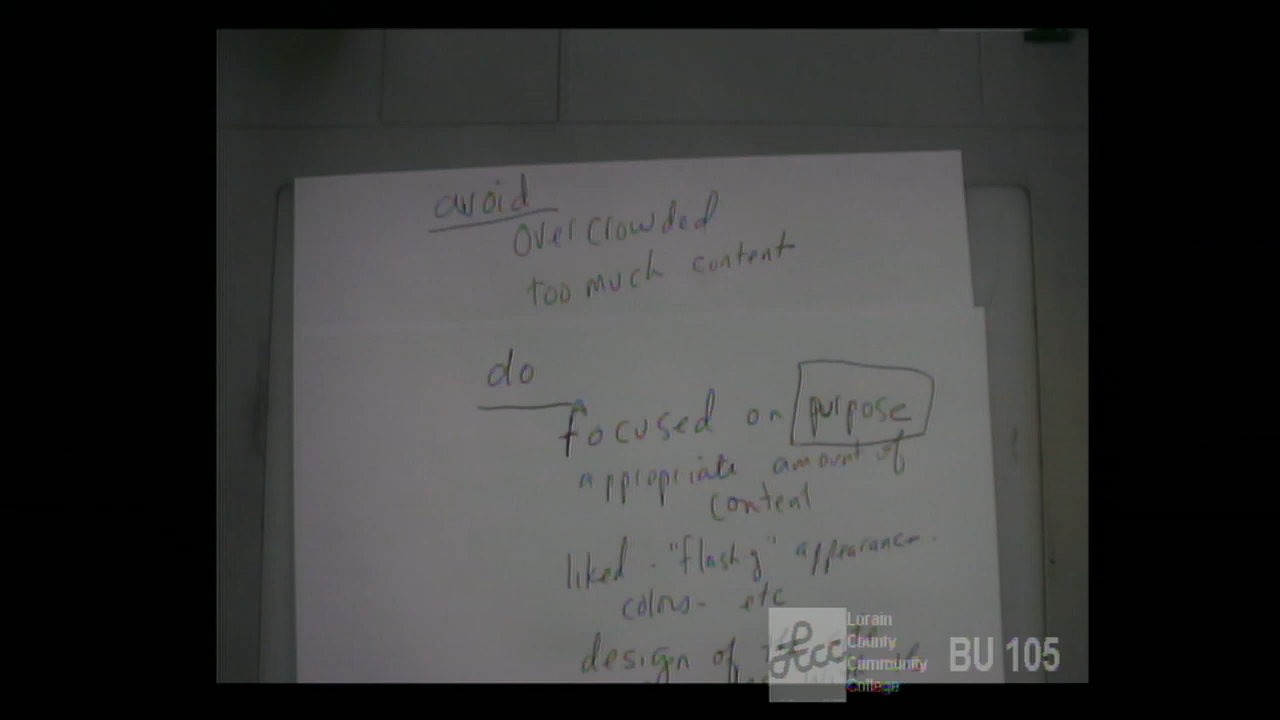 avoid
Overcrowded
too much content
do
focused on purpose
appropriate amount of
content
liked - "flashy" appearance
colors - etc
design of
Lcc
Lorain
County
Community
College
BU 105